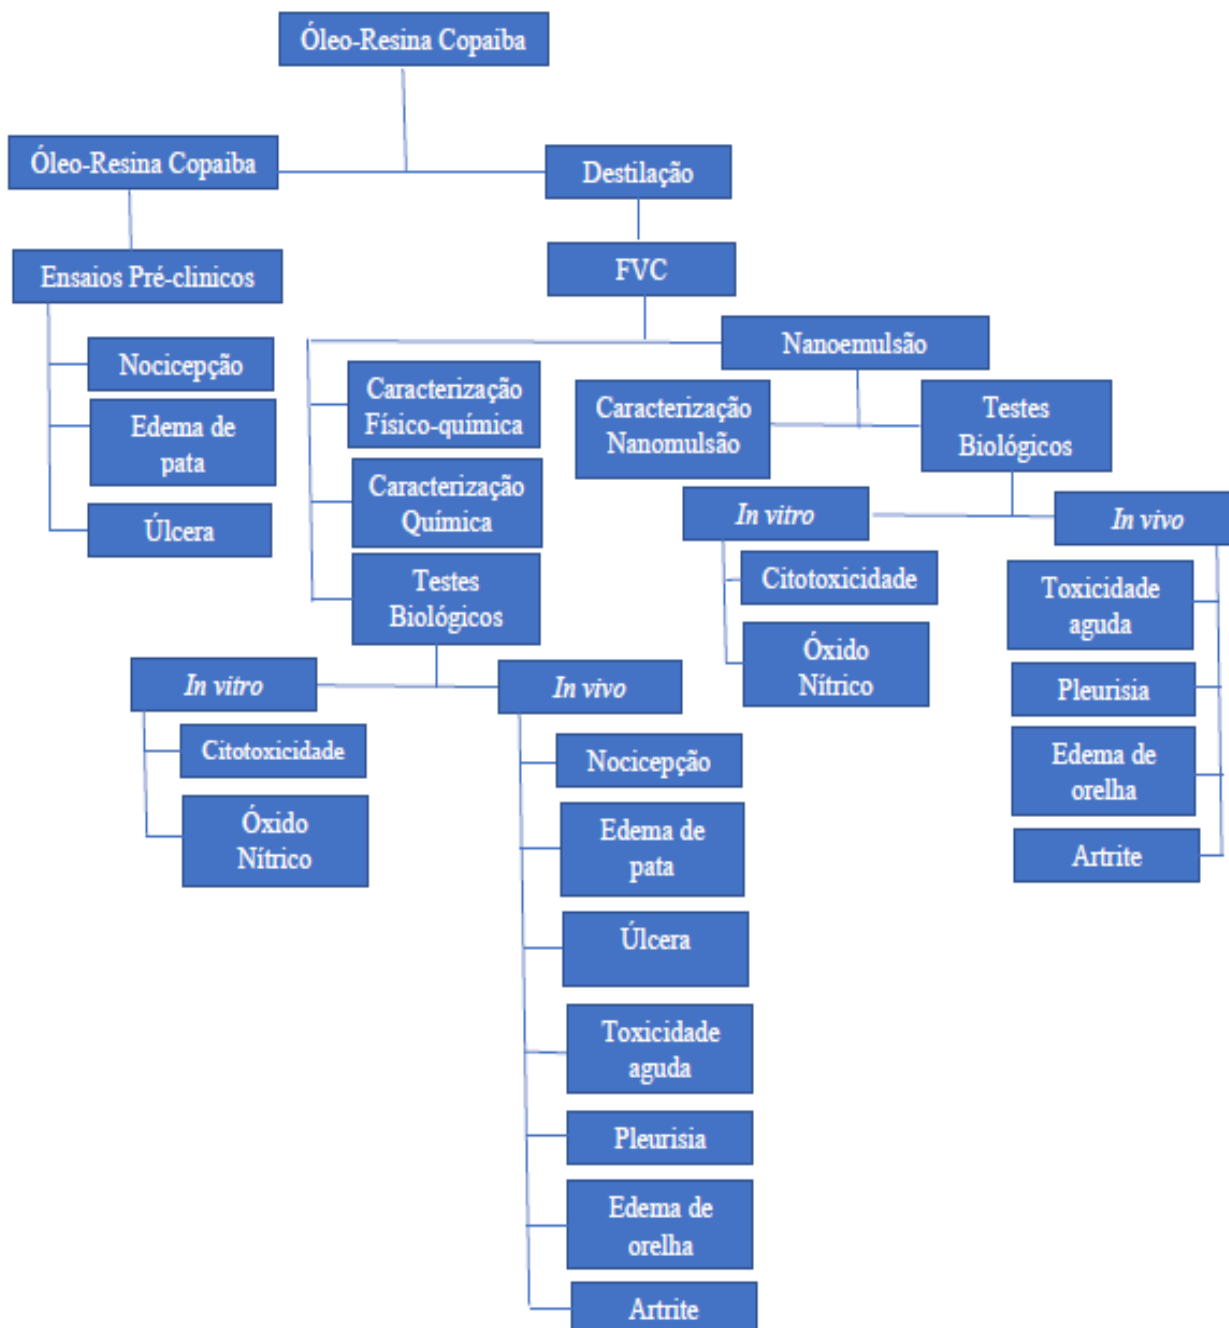 Óleo-Resina Copaiba
Óleo-Resina Copaiba
Destilação
Ensaios Pré-clinicos
FVC
Nocicepção
Edema de
pata
Úlcera
Nanoemulsão
Caracterização
Físico-química
Caracterização
Química
Testes
Biológicos
Caracterização
Nanomulsão
Testes
Biológicos
In vitro
Citotoxicidade
Óxido
Nítrico
In vivo
Toxicidade
aguda
Pleurisia
Edema de
orelha
Artrite
In vitro
Citotoxicidade
Óxido
Nítrico
In vivo
Nocicepção
Edema de
pata
Úlcera
Toxicidade
aguda
Pleurisia
Edema de
orelha
Artrite